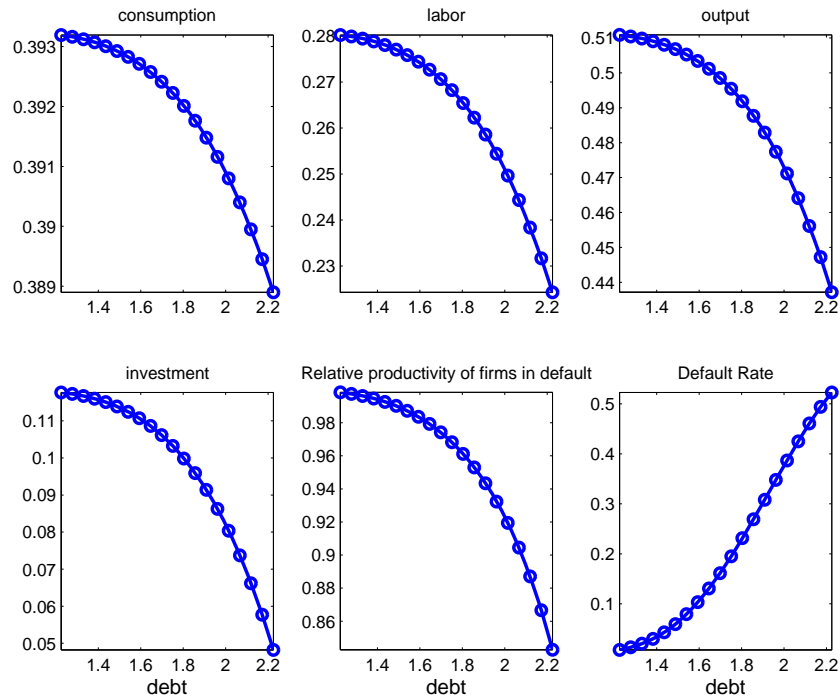 consumption
0.393
0.392
0.391
0.39
0.389
1.4 1.6 1.8 2 2.2
labor
0.28
0.27
0.26
0.25
0.24
0.23
1.4 1.6 1.8 2 2.2
output
0.51
0.5
0.49
0.48
0.47
0.46
0.45
0.44
1.4 1.6 1.8 2 2.2
investment
0.11
0.1
0.09
0.08
0.07
0.06
0.05
1.4 1.6 1.8 2 2.2
debt
Relative productivity of firms in default
0.98
0.96
0.94
0.92
0.9
0.88
0.86
1.4 1.6 1.8 2 2.2
debt
Default Rate
0.5
0.4
0.3
0.2
0.1
1.4 1.6 1.8 2 2.2
debt